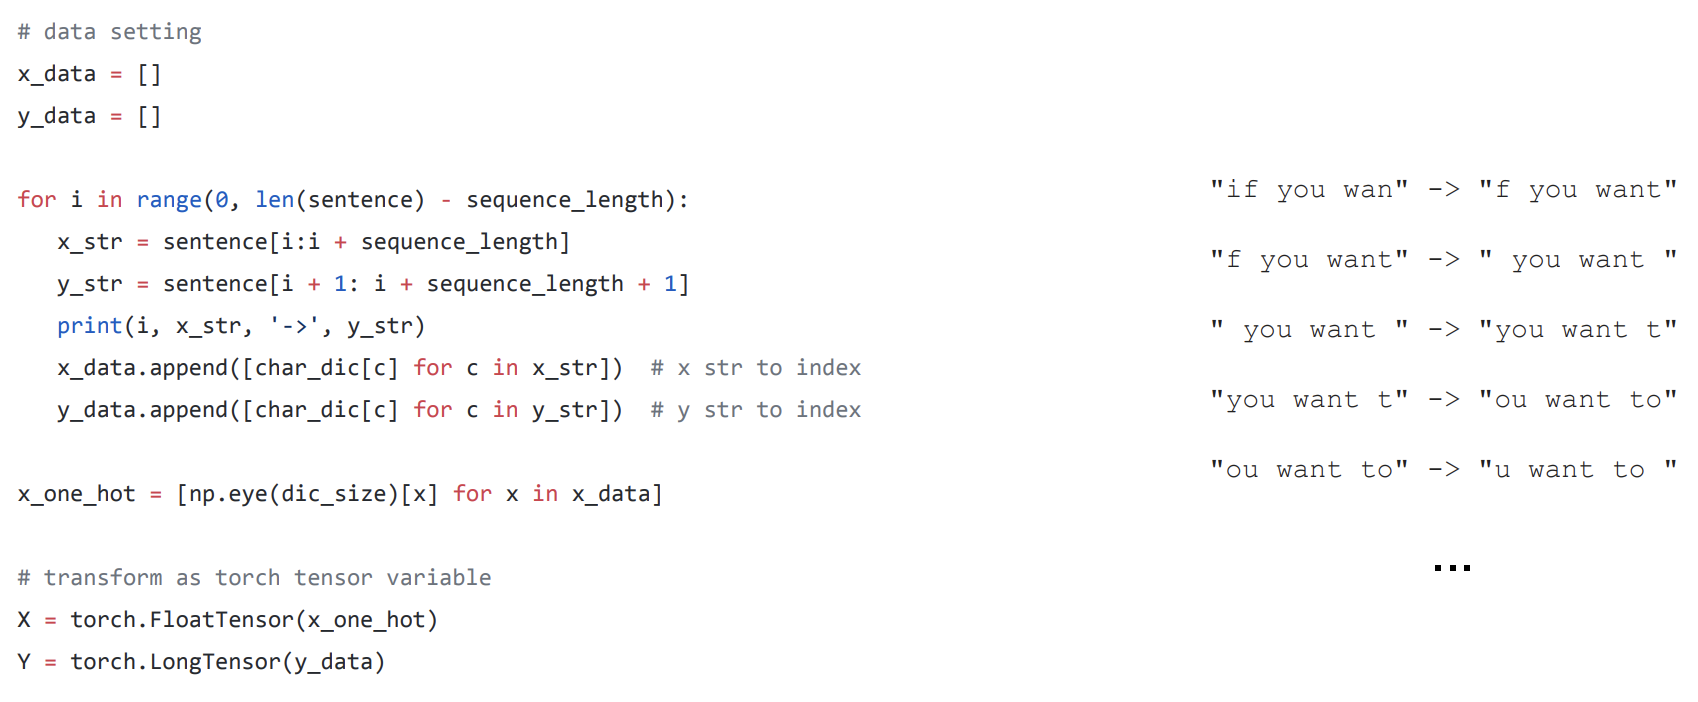 # data setting
x_data = []
y_data = []
for i in range(0, len(sentence) - sequence_length):
   x_str = sentence[i:i + sequence_length]
   y_str = sentence[i + 1: i + sequence_length + 1]
   print(i, x_str, '->', y_str)
   x_data.append([char_dic[c] for c in x_str])  # x str to index
   y_data.append([char_dic[c] for c in y_str])  # y str to index
x_one_hot = [np.eye(dic_size)[x] for x in x_data]
# transform as torch tensor variable
X = torch.FloatTensor(x_one_hot)
Y = torch.LongTensor(y_data)
"if you wan" -> "f you want"
"f you want" -> " you want "
" you want " -> "you want t"
"you want t" -> "ou want to"
"ou want to" -> "u want to "
...